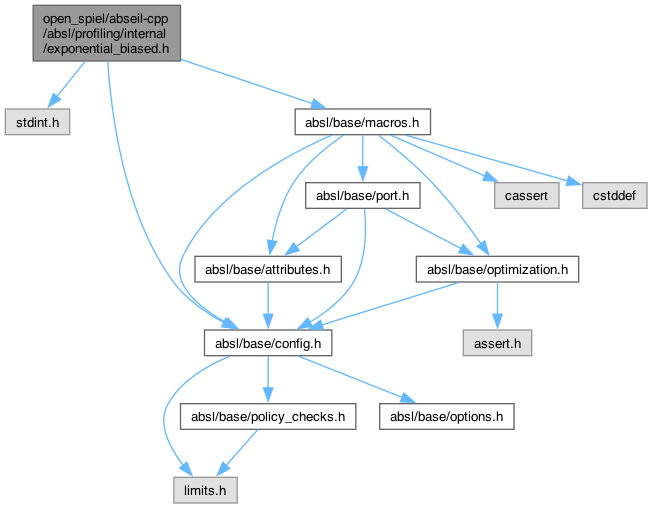 open_spiel/abseil-cpp
/absl/profiling/internal
/exponential_biased.h
stdint.h
absl/base/macros.h
absl/base/port.h
cassert
cstddef
absl/base/attributes.h
absl/base/optimization.h
absl/base/config.h
assert.h
absl/base/policy_checks.h
absl/base/options.h
limits.h